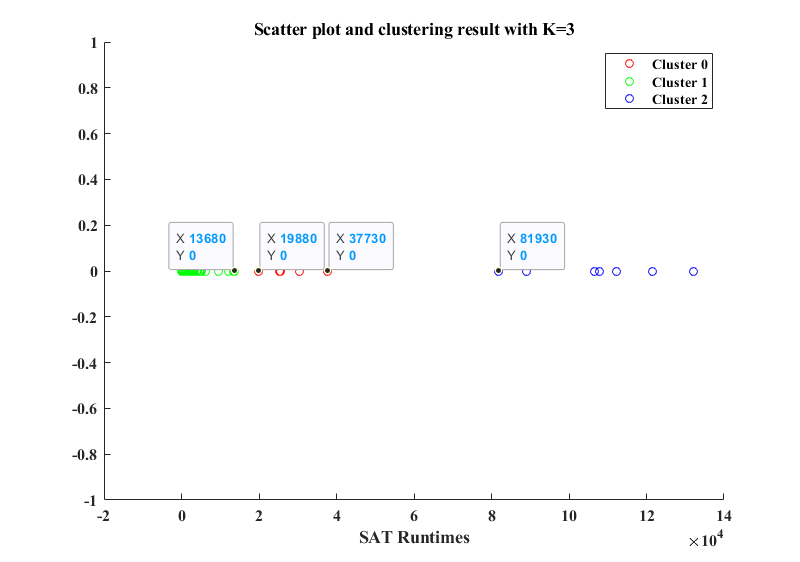 Scatter plot and clustering result with K=3
1
0.8
0.6
0.4
0.2
0
-0.2
-0.4
-0.6
-0.8
-1
Cluster 0
Cluster 1
Cluster 2
X 13680
Y 0
X 19880
Y 0
X 37730
Y 0
X 81930
Y 0
-2 0 2 4 6 8 10 12 14
×10^4
SAT Runtimes